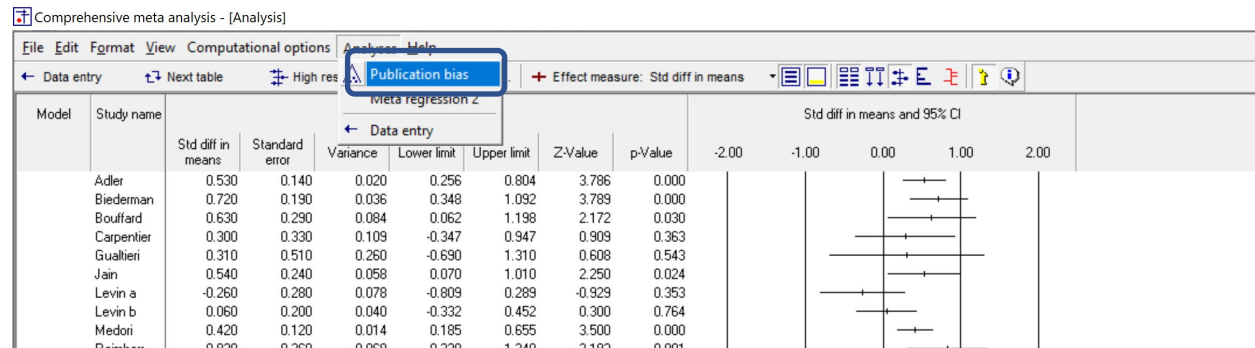 Comprehensive meta analysis - [Analysis]
File Edit Format View Computational options Analyses Help
Data entry Next table High res Publication bias Effect measure: Std diff in means
Meta regression 2
Data entry
Model Study name Std diff in means and 95% CI
Std diff in means Standard error Variance Lower limit Upper limit Z-Value p-Value -2.00 -1.00 0.00 1.00 2.00
Adler 0.530 0.140 0.020 0.256 0.804 3.786 0.000
Biederman 0.720 0.190 0.036 0.348 1.092 3.789 0.000
Bouffard 0.630 0.290 0.084 0.062 1.198 2.172 0.030
Carpentier 0.300 0.330 0.109 -0.347 0.947 0.909 0.363
Gualtieri 0.310 0.510 0.260 -0.690 1.310 0.608 0.543
Jain 0.540 0.240 0.058 0.070 1.010 2.250 0.024
Levin a -0.260 0.280 0.078 -0.809 0.289 -0.929 0.353
Levin b 0.060 0.200 0.040 -0.332 0.452 0.300 0.764
Medori 0.420 0.120 0.014 0.185 0.655 3.500 0.000